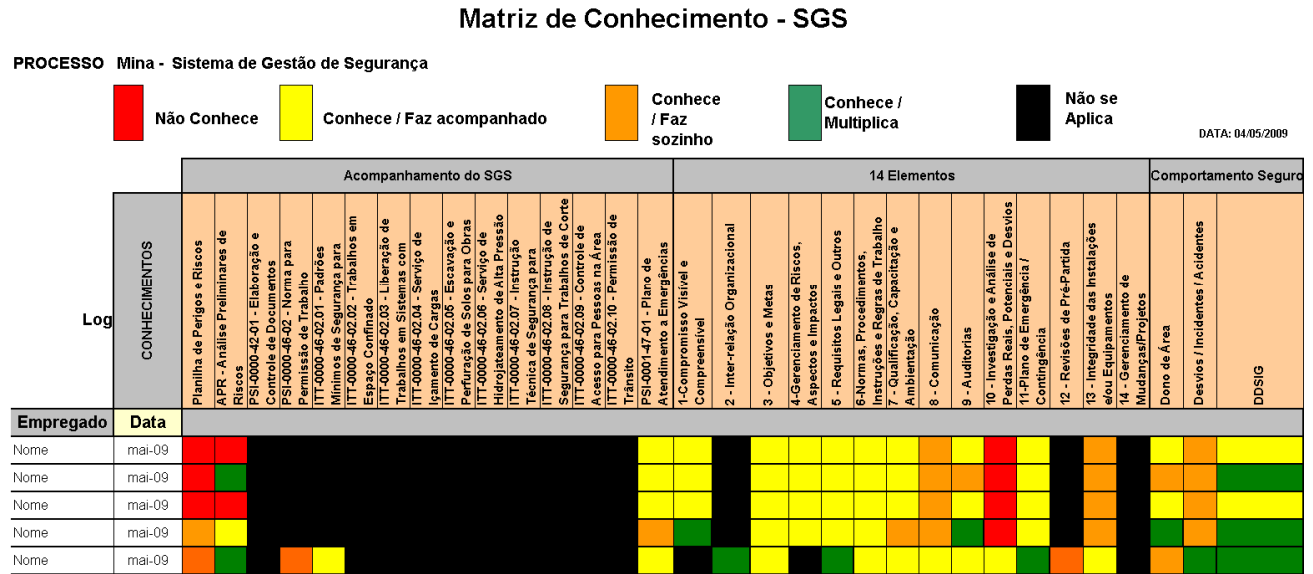 Matriz de Conhecimento - SGS
PROCESSO Mina - Sistema de Gestão de Segurança
Não Conhece
Conhece / Faz acompanhado
Conhece
/ Faz
sozinho
Conhece /
Multiplica
Não se
Aplica
DATA: 04/05/2009
Acompanhamento do SGS
14 Elementos
Comportamento Seguro
Log
CONHECIMENTOS
Planilha de Perigos e Riscos
APR - Análise Preliminares de
Riscos
PSI-0000-42-01 - Elaboração e
Controle de Documentos
PSI-0000-46-02 - Norma para
Permissão de Trabalho
ITT-0000-46-02.01 - Padrões
Mínimos de Segurança para
ITT-0000-46-02.02 - Trabalhos em
Espaço Confinado
ITT-0000-46-02.03 - Liberação de
Trabalhos em Sistemas com
ITT-0000-46-02.04 - Serviço de
Içamento de Cargas
ITT-0000-46-02.05 - Escavação e
Perfuração de Solos para Obras
ITT-0000-46-02.06 - Serviço de
Hidrojateamento de Alta Pressão
ITT-0000-46-02.07 - Instrução
Técnica de Segurança para
ITT-0000-46-02.08 - Instrução de
Segurança para Trabalhos de Corte
ITT-0000-46-02.09 - Controle de
Acesso para Pessoas na Área
ITT-0000-46-02.10 - Permissão de
Trânsito
PSI-0001-47-01 - Plano de
Atendimento a Emergências
1-Compromisso Visível e
Compreensível
2 - Inter-relação Organizacional
3 - Objetivos e Metas
4-Gerenciamento de Riscos,
Aspectos e Impactos
5 - Requisitos Legais e Outros
6-Normas, Procedimentos,
Instruções e Regras de Trabalho
7 - Qualificação, Capacitação e
Ambientação
8 - Comunicação
9 - Auditorias
10 - Investigação e Análise de
Perdas Reais, Potenciais e Desvios
11-Plano de Emergência /
Contingência
12 - Revisões de Pré-Partida
13 - Integridade das Instalações
e/ou Equipamentos
14 - Gerenciamento de
Mudanças/Projetos
Dono de Área
Desvios / Incidentes / Acidentes
DDSIG
Empregado Data
Nome mai-09
Nome mai-09
Nome mai-09
Nome mai-09
Nome mai-09